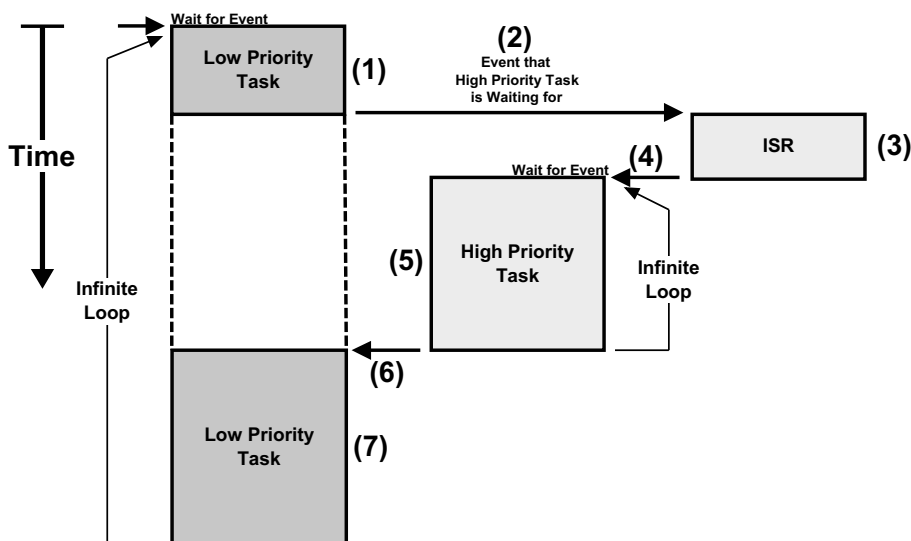 Wait for Event
Low Priority
Task
(1)
(2)
Event that
High Priority Task
is Waiting for
ISR
(3)
Time
Wait for Event
(4)
High Priority
Task
(5)
Infinite
Loop
Infinite
Loop
(6)
Low Priority
Task
(7)